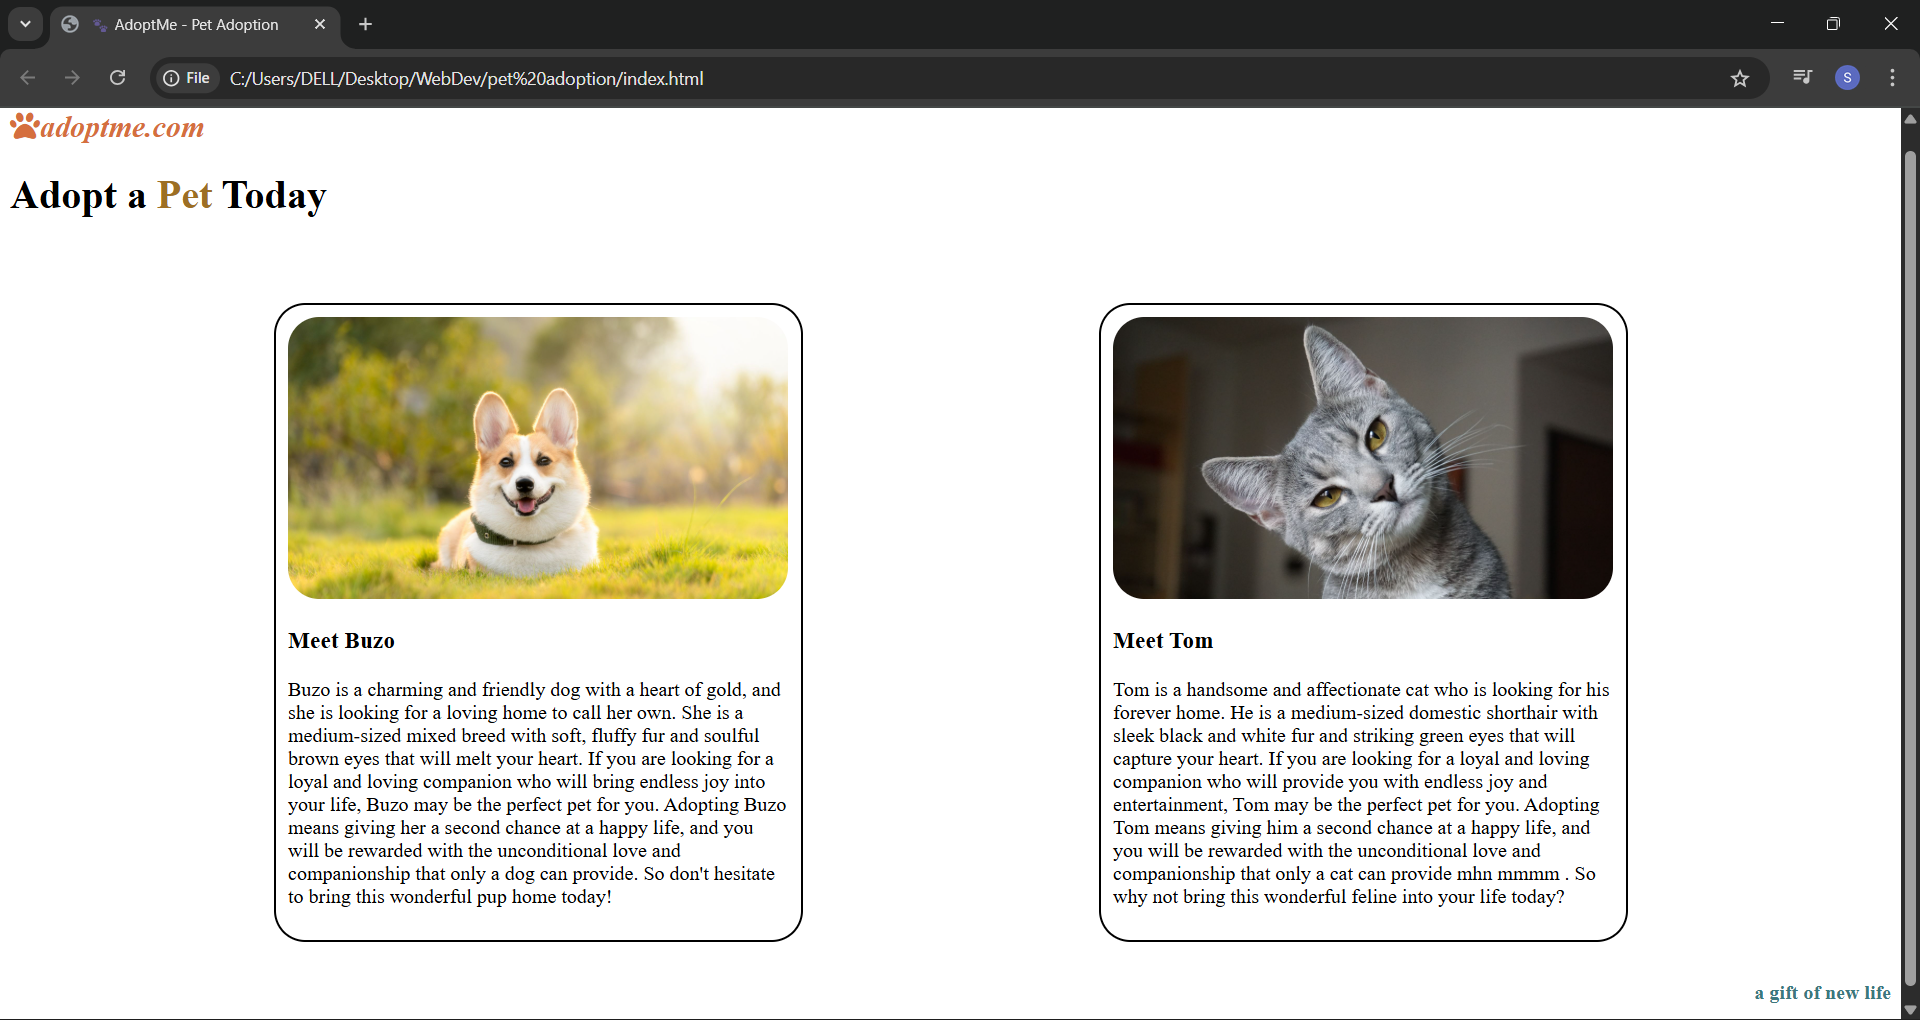 AdoptMe - Pet Adoption
File C:/Users/DELL/Desktop/WebDev/pet%20adoption/index.html
S
adoptme.com
Adopt a Pet Today
Meet Buzo
Buzo is a charming and friendly dog with a heart of gold, and
she is looking for a loving home to call her own. She is a
medium-sized mixed breed with soft, fluffy fur and soulful
brown eyes that will melt your heart. If you are looking for a
loyal and loving companion who will bring endless joy into
your life, Buzo may be the perfect pet for you. Adopting Buzo
means giving her a second chance at a happy life, and you
will be rewarded with the unconditional love and
companionship that only a dog can provide. So don't hesitate
to bring this wonderful pup home today!
Meet Tom
Tom is a handsome and affectionate cat who is looking for his
forever home. He is a medium-sized domestic shorthair with
sleek black and white fur and striking green eyes that will
capture your heart. If you are looking for a loyal and loving
companion who will provide you with endless joy and
entertainment, Tom may be the perfect pet for you. Adopting
Tom means giving him a second chance at a happy life, and
you will be rewarded with the unconditional love and
companionship that only a cat can provide mhn mmmm . So
why not bring this wonderful feline into your life today?
a gift of new life